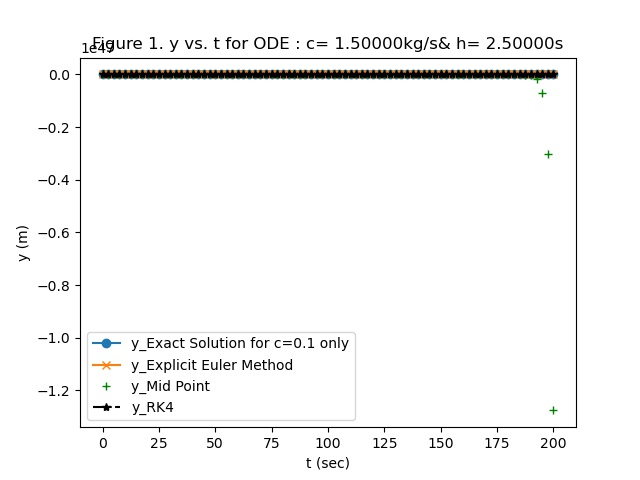 Figure 1. y vs. t for ODE : c= 1.50000kg/s& h= 2.50000s
0.0
−0.2
−0.4
−0.6
−0.8
−1.0
−1.2
y (m)
y_Exact Solution for c=0.1 only
y_Explicit Euler Method
y_Mid Point
y_RK4
0 25 50 75 100 125 150 175 200
t (sec)